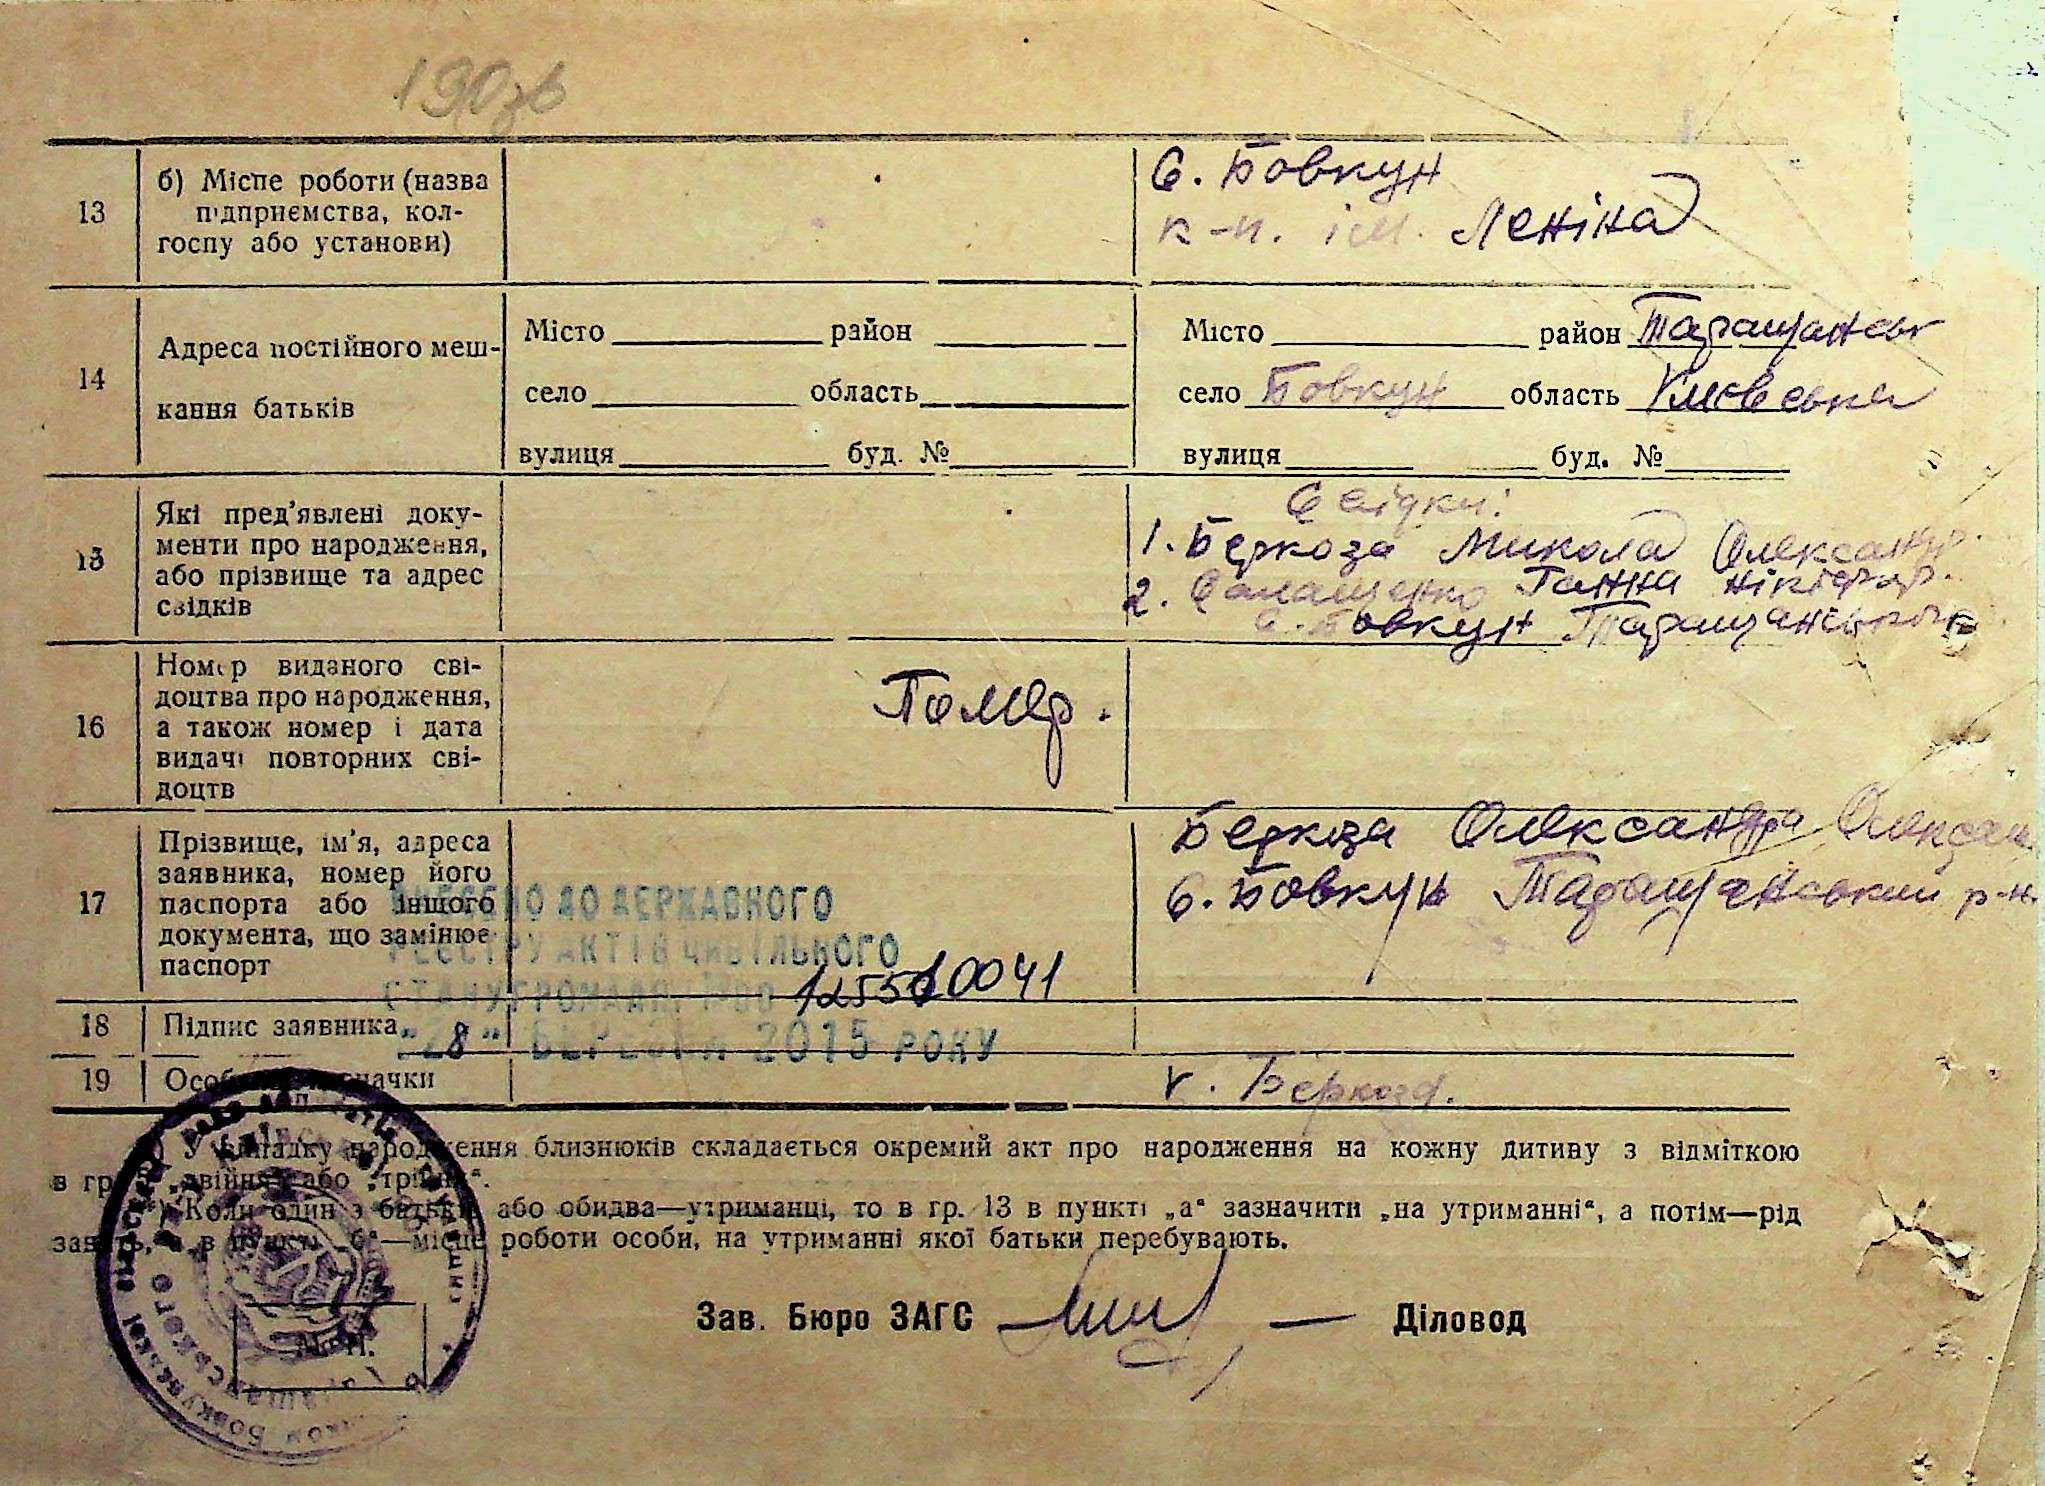 190зв
13
б) Місце роботи (назва підприємства, колгоспу або установи)
с. Бовкун
к-п. ім. Леніна
14
Адреса постійного мешкання батьків
Місто район
село область
вулиця буд. №
Місто район Таращанськ
село Бовкун область Київська
вулиця буд. №
15
Які пред'явлені документи про народження, або прізвище та адрес свідків
Свідки:
1. Беркоза Микола Олександр.
2. Салащенко Ганна Нікіфор.
с. Бовкун Таращанського
16
Номер виданого свідоцтва про народження, а також номер і дата видачі повторних свідоцтв
Помер.
17
Прізвище, ім'я, адреса заявника, номер його паспорта або іншого документа, що замінює паспорт
Беркоза Олександра Олексан
с. Бовкун Таращанський р-н.
ВНЕСЕНО ДО ДЕРЖАВНОГО
РЕЄСТРУ АКТІВ ЦИВІЛЬНОГО
СТАНУ ГРОМАДЯН 00125510041
18
Підпис заявника
"28" БЕРЕЗНЯ 2015 РОКУ
19
Особливі значки
Беркоза.
У випадку народження близнюків складається окремий акт про народження на кожну дитину з відміткою
в гр. 5 „двійня“ або „трійня“.
Коли один з батьків або обидва—утриманці, то в гр. 13 в пункті „а“ зазначити „на утриманні“, а потім—рід
занять, а в пункті „б“—місце роботи особи, на утриманні якої батьки перебувають.
Зав. Бюро ЗАГС Діловод
М. П.